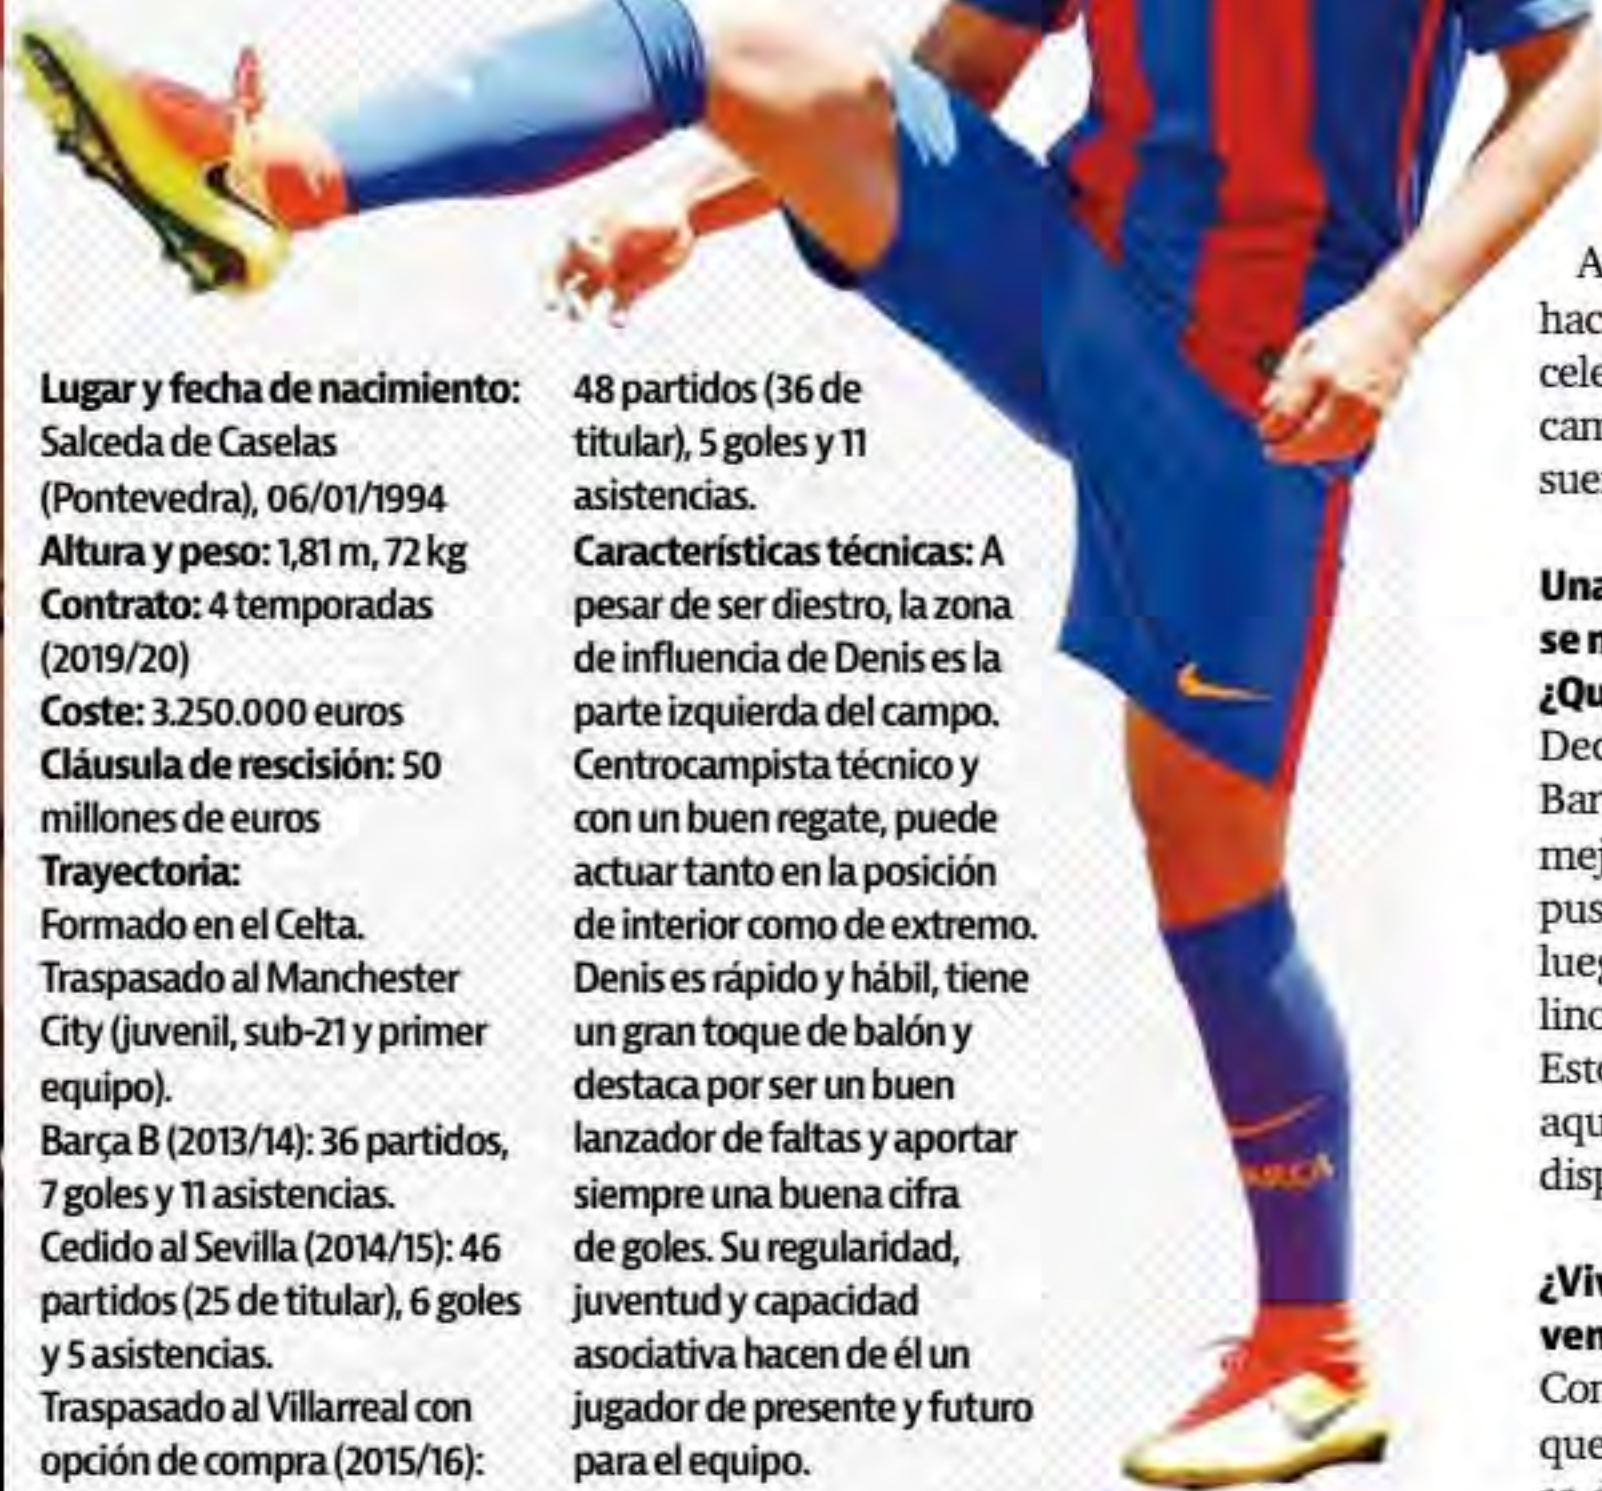 Lugar y fecha de nacimiento:
Salceda de Caselas
(Pontevedra), 06/01/1994
Altura y peso: 1,81 m, 72 kg
Contrato: 4 temporadas
(2019/20)
Coste: 3.250.000 euros
Cláusula de rescisión: 50
millones de euros
Trayectoria:
Formado en el Celta.
Traspasado al Manchester
City (juvenil, sub-21 y primer
equipo).
Barça B (2013/14): 36 partidos,
7 goles y 11 asistencias.
Cedido al Sevilla (2014/15): 46
partidos (25 de titular), 6 goles
y 5 asistencias.
Traspasado al Villarreal con
opción de compra (2015/16):
48 partidos (36 de
titular), 5 goles y 11
asistencias.
Características técnicas: A
pesar de ser diestro, la zona
de influencia de Denis es la
parte izquierda del campo.
Centrocampista técnico y
con un buen regate, puede
actuar tanto en la posición
de interior como de extremo.
Denis es rápido y hábil, tiene
un gran toque de balón y
destaca por ser un buen
lanzador de faltas y aportar
siempre una buena cifra
de goles. Su regularidad,
juventud y capacidad
asociativa hacen de él un
jugador de presente y futuro
para el equipo.